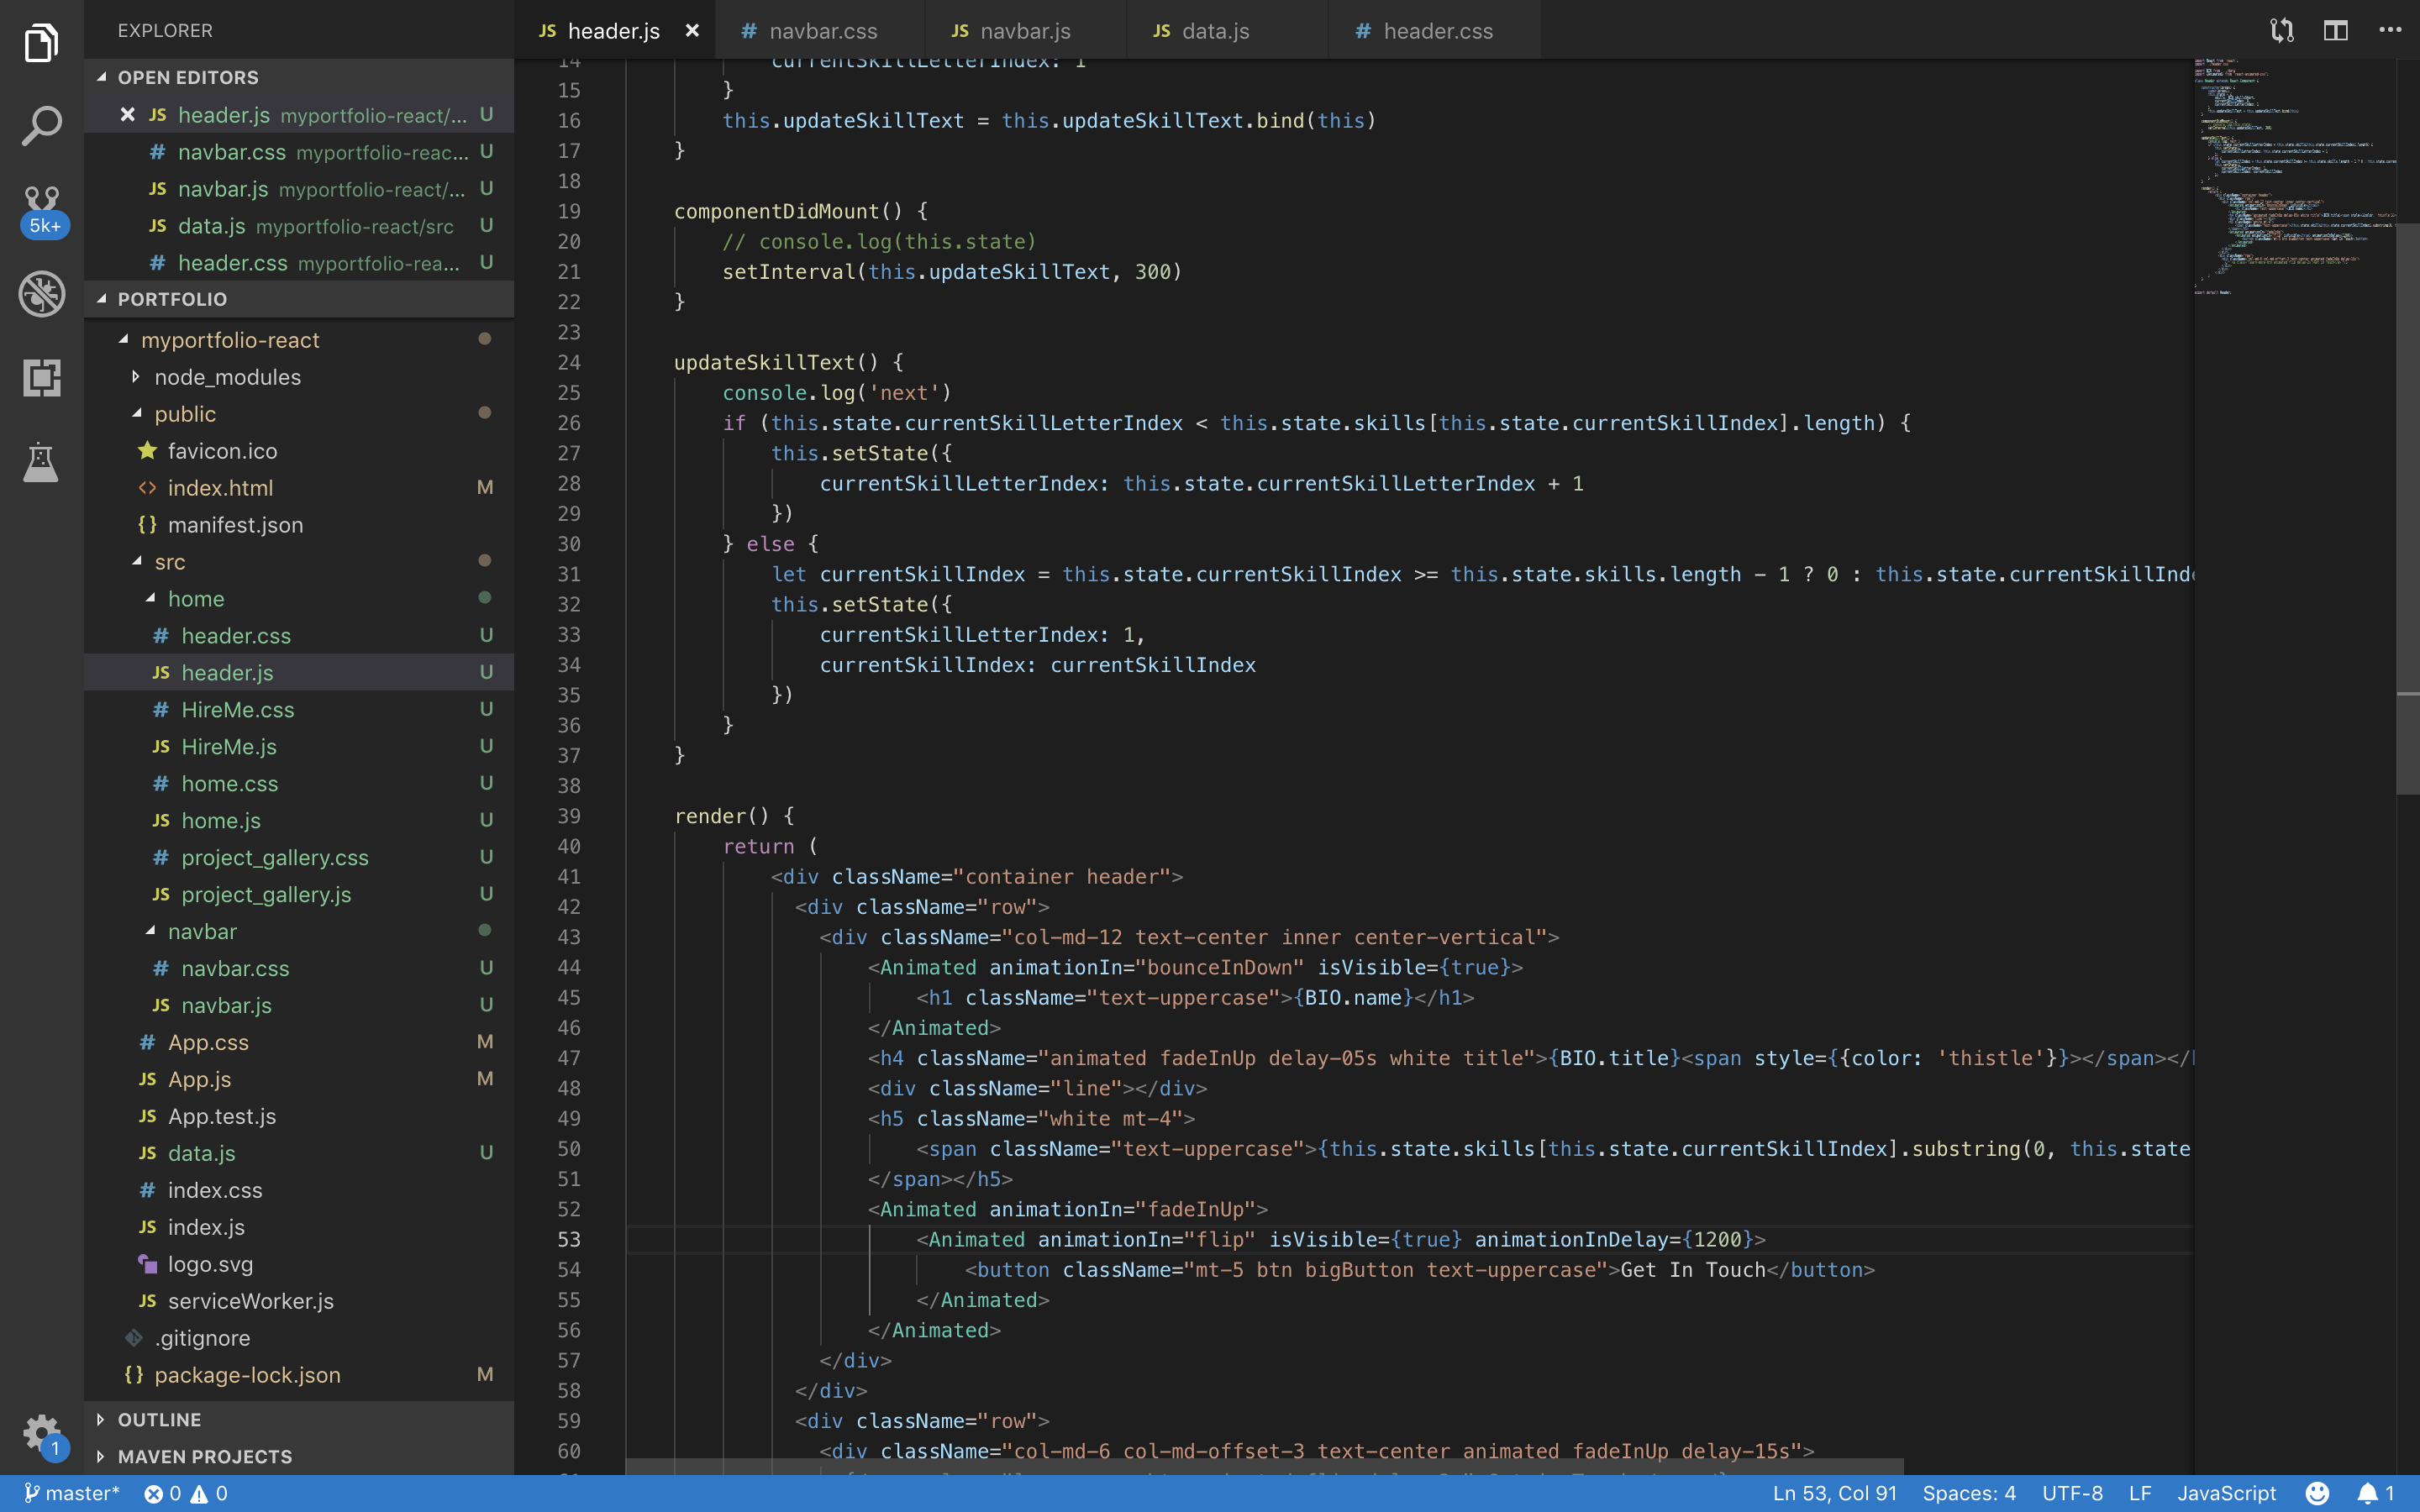 EXPLORER
OPEN EDITORS
JS header.js myportfolio-react/... U
# navbar.css myportfolio-reac... U
JS navbar.js myportfolio-react/... U
JS data.js myportfolio-react/src U
# header.css myportfolio-rea... U
PORTFOLIO
myportfolio-react
node_modules
public
favicon.ico
<> index.html M
{} manifest.json
src
home
# header.css U
JS header.js U
# HireMe.css U
JS HireMe.js U
# home.css U
JS home.js U
# project_gallery.css U
JS project_gallery.js U
navbar
# navbar.css U
JS navbar.js U
# App.css M
JS App.js M
JS App.test.js
JS data.js U
# index.css
JS index.js
logo.svg
JS serviceWorker.js
.gitignore
{} package-lock.json M
OUTLINE
MAVEN PROJECTS
5k+
1
JS header.js # navbar.css JS navbar.js JS data.js # header.css
14 currentSkillLetterIndex: 1
15 }
16 this.updateSkillText = this.updateSkillText.bind(this)
17 }
18
19 componentDidMount() {
20 // console.log(this.state)
21 setInterval(this.updateSkillText, 300)
22 }
23
24 updateSkillText() {
25 console.log('next')
26 if (this.state.currentSkillLetterIndex < this.state.skills[this.state.currentSkillIndex].length) {
27 this.setState({
28 currentSkillLetterIndex: this.state.currentSkillLetterIndex + 1
29 })
30 } else {
31 let currentSkillIndex = this.state.currentSkillIndex >= this.state.skills.length - 1 ? 0 : this.state.currentSkillInd
32 this.setState({
33 currentSkillLetterIndex: 1,
34 currentSkillIndex: currentSkillIndex
35 })
36 }
37 }
38
39 render() {
40 return (
41 <div className="container header">
42 <div className="row">
43 <div className="col-md-12 text-center inner center-vertical">
44 <Animated animationIn="bounceInDown" isVisible={true}>
45 <h1 className="text-uppercase">{BIO.name}</h1>
46 </Animated>
47 <h4 className="animated fadeInUp delay-05s white title">{BIO.title}<span style={{color: 'thistle'}}></span></
48 <div className="line"></div>
49 <h5 className="white mt-4">
50 <span className="text-uppercase">{this.state.skills[this.state.currentSkillIndex].substring(0, this.state
51 </span></h5>
52 <Animated animationIn="fadeInUp">
53 <Animated animationIn="flip" isVisible={true} animationInDelay={1200}>
54 <button className="mt-5 btn bigButton text-uppercase">Get In Touch</button>
55 </Animated>
56 </Animated>
57 </div>
58 </div>
59 <div className="row">
60 <div className="col-md-6 col-md-offset-3 text-center animated fadeInUp delay-15s">
master* 0 0 Ln 53, Col 91 Spaces: 4 UTF-8 LF JavaScript 1